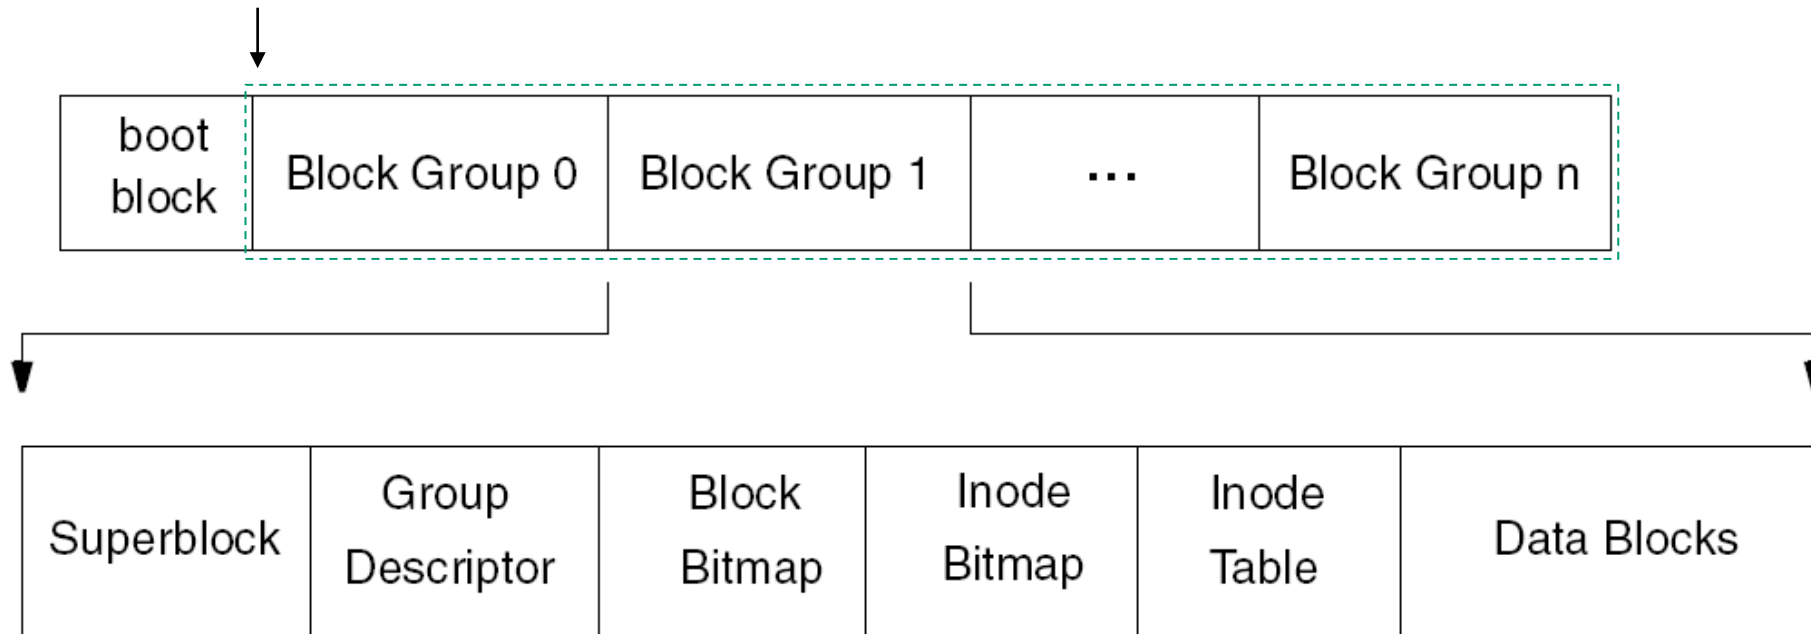 boot
block
Block Group 0
Block Group 1
...
Block Group n
Superblock
Group
Descriptor
Block
Bitmap
Inode
Bitmap
Inode
Table
Data Blocks